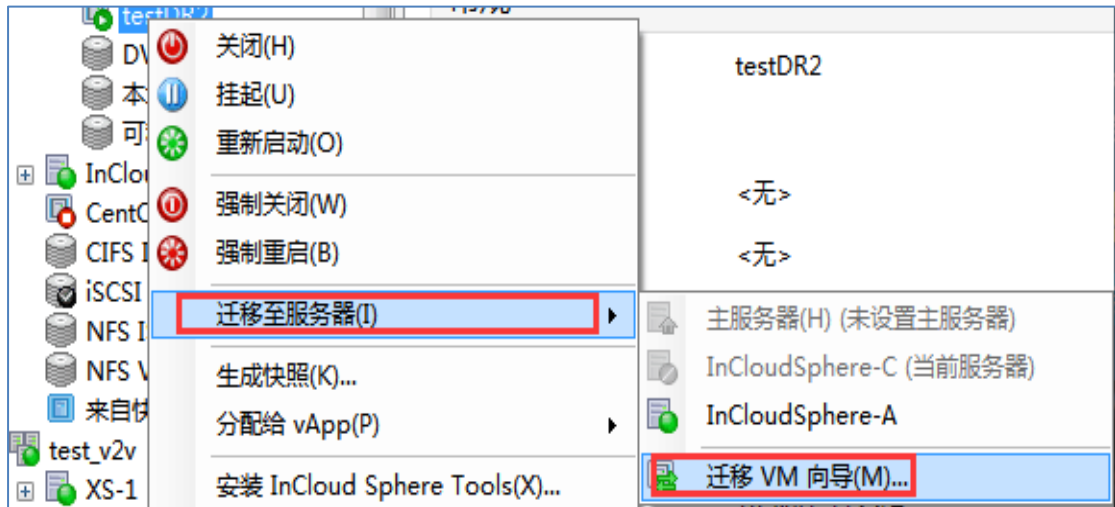 testDR2
关闭(H)
testDR2
挂起(U)
重新启动(O)
InClou
<无>
强制关闭(W)
强制重启(B)
<无>
CIFS I
iSCSI
迁移至服务器(I)
主服务器(H) (未设置主服务器)
NFS I
InCloudSphere-C (当前服务器)
NFS V
生成快照(K)...
来自快
分配给 vApp(P)
InCloudSphere-A
test_v2v
迁移 VM 向导(M)...
XS-1
安装 InCloud Sphere Tools(X)...